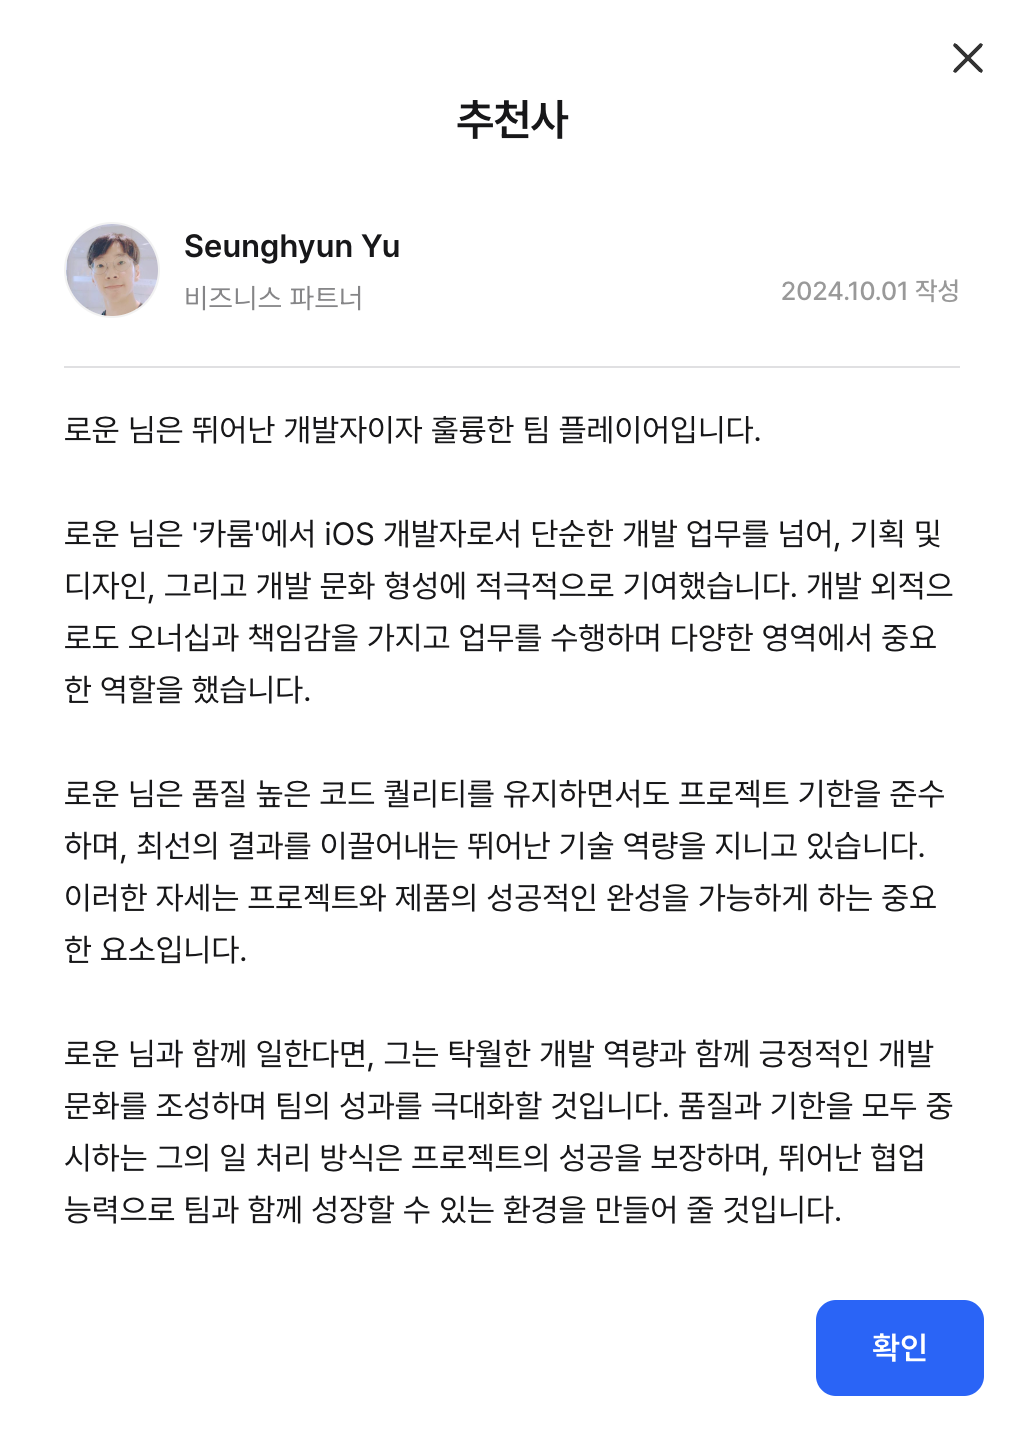 추천사
Seunghyun Yu
비즈니스 파트너
2024.10.01 작성
로운 님은 뛰어난 개발자이자 훌륭한 팀 플레이어입니다.
로운 님은 '카룸'에서 iOS 개발자로서 단순한 개발 업무를 넘어, 기획 및
디자인, 그리고 개발 문화 형성에 적극적으로 기여했습니다. 개발 외적으
로도 오너십과 책임감을 가지고 업무를 수행하며 다양한 영역에서 중요
한 역할을 했습니다.
로운 님은 품질 높은 코드 퀄리티를 유지하면서도 프로젝트 기한을 준수
하며, 최선의 결과를 이끌어내는 뛰어난 기술 역량을 지니고 있습니다.
이러한 자세는 프로젝트와 제품의 성공적인 완성을 가능하게 하는 중요
한 요소입니다.
로운 님과 함께 일한다면, 그는 탁월한 개발 역량과 함께 긍정적인 개발
문화를 조성하며 팀의 성과를 극대화할 것입니다. 품질과 기한을 모두 중
시하는 그의 일 처리 방식은 프로젝트의 성공을 보장하며, 뛰어난 협업
능력으로 팀과 함께 성장할 수 있는 환경을 만들어 줄 것입니다.
확인